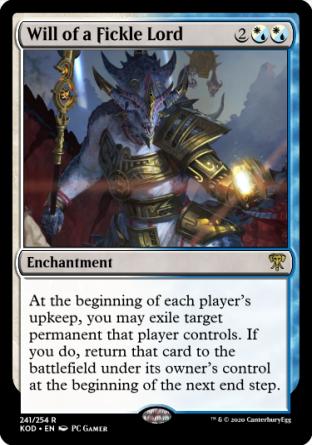 Will of a Fickle Lord 2
Enchantment
At the beginning of each player's
upkeep, you may exile target
permanent that player controls. If
you do, return that card to the
battlefield under its owner's control
at the beginning of the next end step.
241/254 R
KOD • EN PC Gamer
™ & © 2020 CanterburyEgg